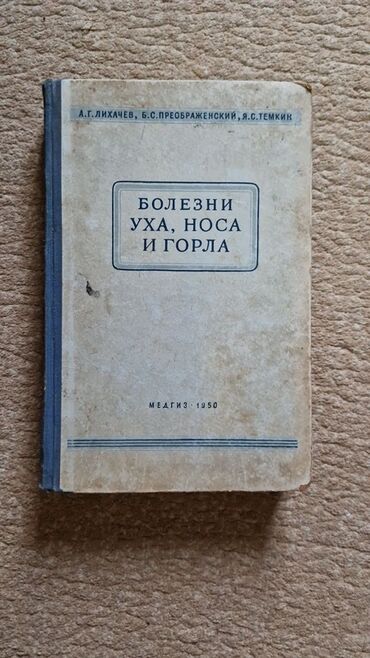 А.Г.ЛИХАЧЕВ, Б.С.ПРЕОБРАЖЕНСКИЙ, Я.С.ТЕМКИН
БОЛЕЗНИ
УХА, НОСА
И ГОРЛА
МЕДГИЗ · 1950